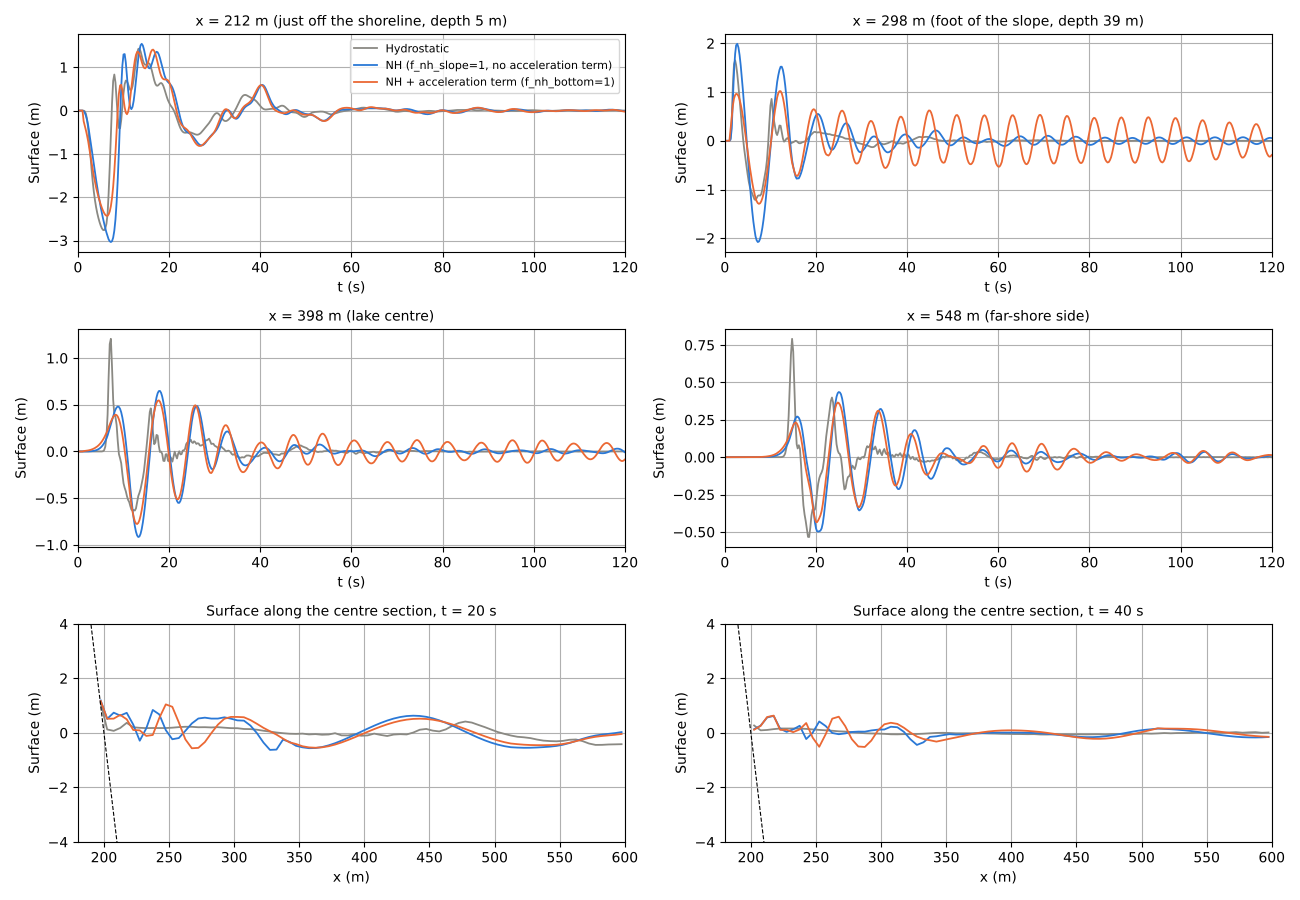 x = 212 m (just off the shoreline, depth 5 m)
Surface (m)
1
0
−1
−2
−3
Hydrostatic
NH (f_nh_slope=1, no acceleration term)
NH + acceleration term (f_nh_bottom=1)
0 20 40 60 80 100 120
t (s)
x = 298 m (foot of the slope, depth 39 m)
Surface (m)
2
1
0
−1
−2
0 20 40 60 80 100 120
t (s)
x = 398 m (lake centre)
Surface (m)
1.0
0.5
0.0
−0.5
−1.0
0 20 40 60 80 100 120
t (s)
x = 548 m (far-shore side)
Surface (m)
0.75
0.50
0.25
0.00
−0.25
−0.50
0 20 40 60 80 100 120
t (s)
Surface along the centre section, t = 20 s
Surface (m)
4
2
0
−2
−4
200 250 300 350 400 450 500 550 600
x (m)
Surface along the centre section, t = 40 s
Surface (m)
4
2
0
−2
−4
200 250 300 350 400 450 500 550 600
x (m)